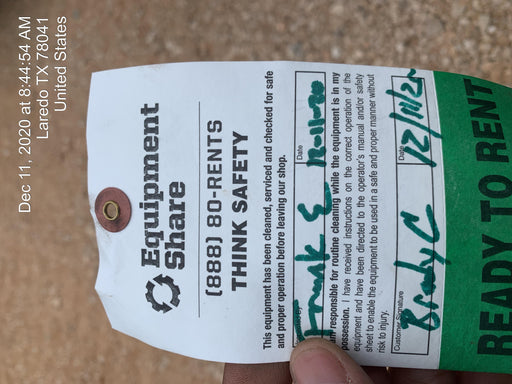 Dec 11, 2020 at 8:44:54 AM
Laredo TX 78041
United States
Equipment
Share
(888) 80-RENTS
THINK SAFETY
This equipment has been cleaned, serviced and checked for safe
and proper operation before leaving our shop.
Frank S 12-11-20
Date
responsible for routine cleaning while the equipment is in my
possession. I have received instructions on the correct operation of the
equipment and have been directed to the operator's manual and/or safety
sheet to enable the equipment to be used in a safe and proper manner without
risk to injury.
Brady C 12/11/20
Customer Signature Date
READY TO RENT